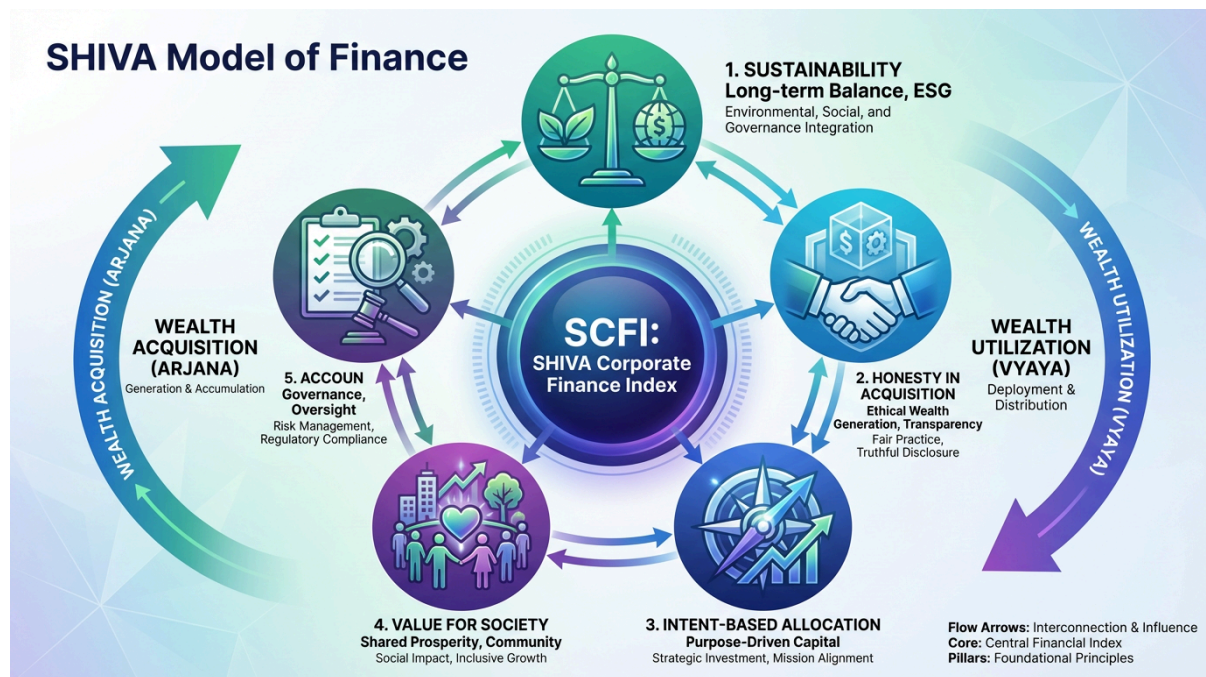 SHIVA Model of Finance
1. SUSTAINABILITY
Long-term Balance, ESG
Environmental, Social, and
Governance Integration
WEALTH ACQUISITION (ARJANA)
WEALTH
ACQUISITION
(ARJANA)
Generation & Accumulation
SCFI:
SHIVA Corporate
Finance Index
$
$
WEALTH
UTILIZATION
(VYAYA)
Deployment &
Distribution
WEALTH UTILIZATION (VYAYA)
2. HONESTY IN
ACQUISITION
Ethical Wealth
Generation, Transparency
Fair Practice,
Truthful Disclosure
5. ACCOUN
Governance,
Oversight
Risk Management,
Regulatory Compliance
4. VALUE FOR SOCIETY
Shared Prosperity, Community
Social Impact, Inclusive Growth
3. INTENT-BASED ALLOCATION
Purpose-Driven Capital
Strategic Investment, Mission Alignment
Flow Arrows: Interconnection & Influence
Core: Central Financial Index
Pillars: Foundational Principles